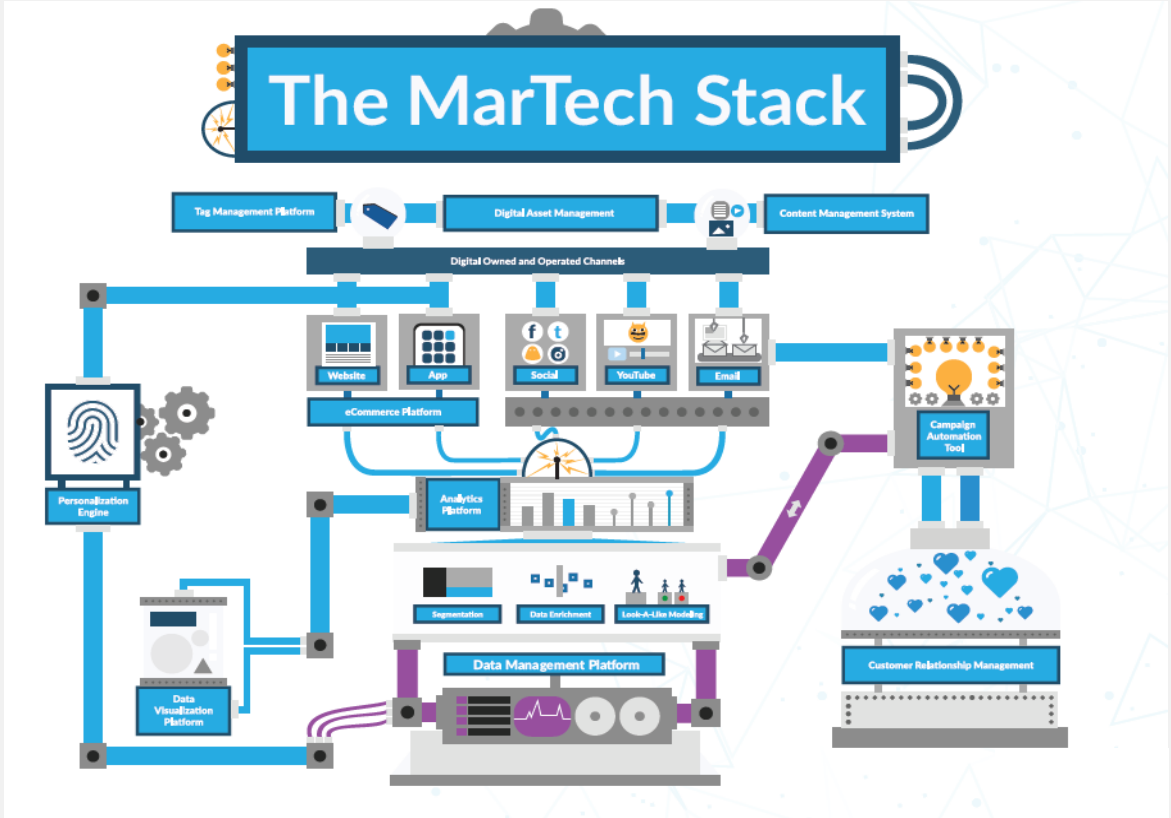 The MarTech Stack
Tag Management Platform
Digital Asset Management
Content Management System
Digital Owned and Operated Channels
Website
App
Social
YouTube
Email
eCommerce Platform
Campaign
Automation
Tool
Personalization
Engine
Analytics
Platform
Segmentation
Data Enrichment
Look-A-Like Modeling
Data Management Platform
Customer Relationship Management
Data
Visualization
Platform